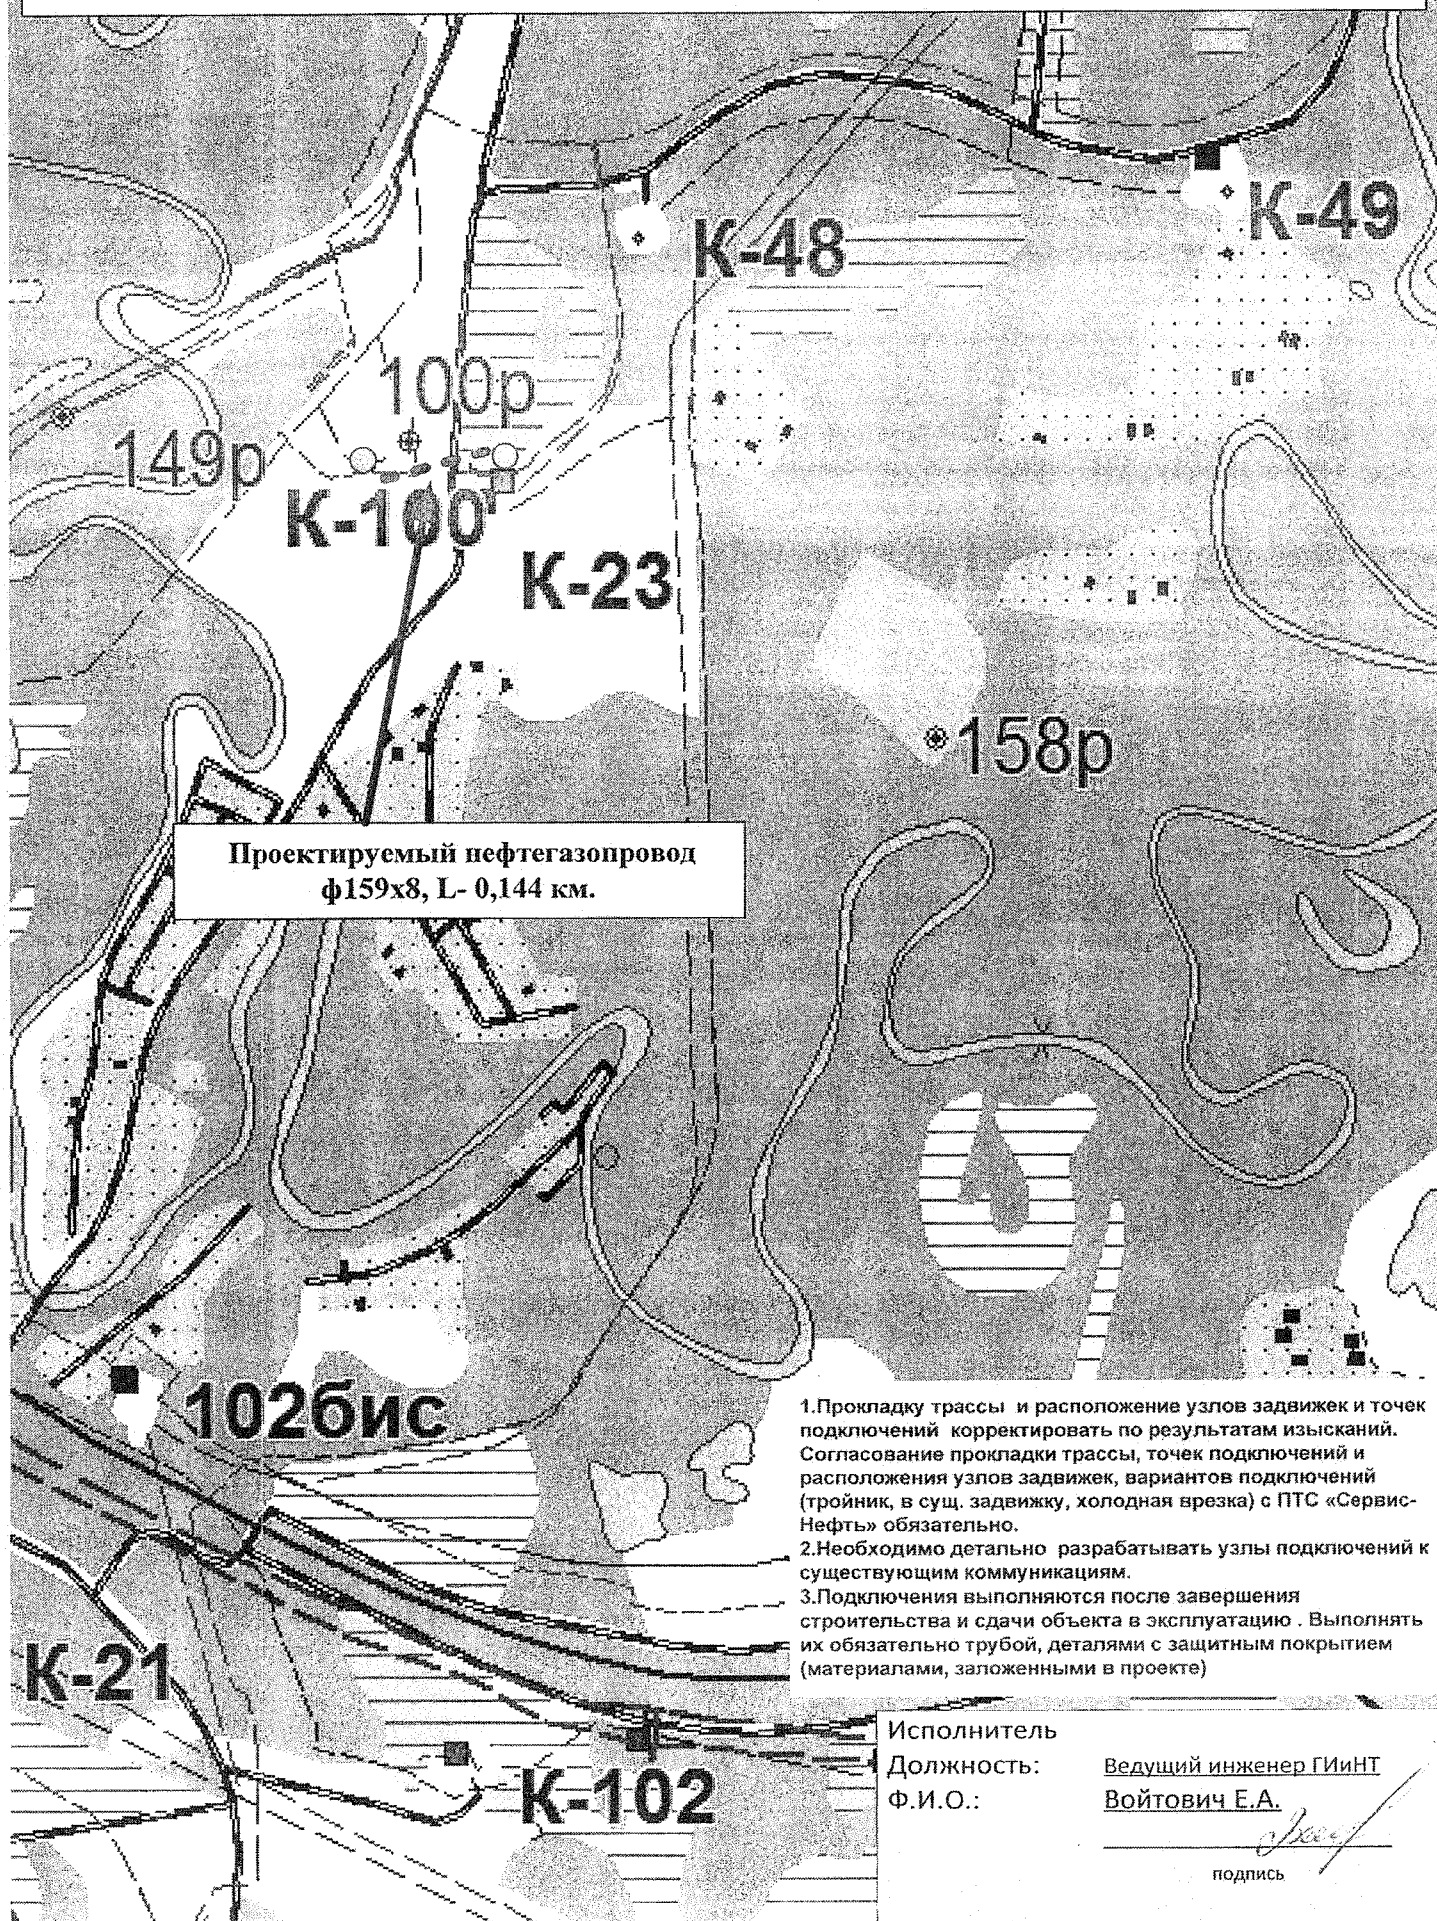 К-49
К-48
100р
149р
К-100
К-23
158р
Проектируемый нефтегазопровод
ф159х8, L- 0,144 км.
102бис
1.Прокладку трассы и расположение узлов задвижек и точек
подключений корректировать по результатам изысканий.
Согласование прокладки трассы, точек подключений и
расположения узлов задвижек, вариантов подключений
(тройник, в сущ. задвижку, холодная врезка) с ПТС «Сервис-
Нефть» обязательно.
2.Необходимо детально разрабатывать узлы подключений к
существующим коммуникациям.
3.Подключения выполняются после завершения
строительства и сдачи объекта в эксплуатацию . Выполнять
их обязательно трубой, деталями с защитным покрытием
(материалами, заложенными в проекте)
К-21
К-102
Исполнитель
Должность: Ведущий инженер ГИиНТ
Ф.И.О.: Войтович Е.А.
подпись